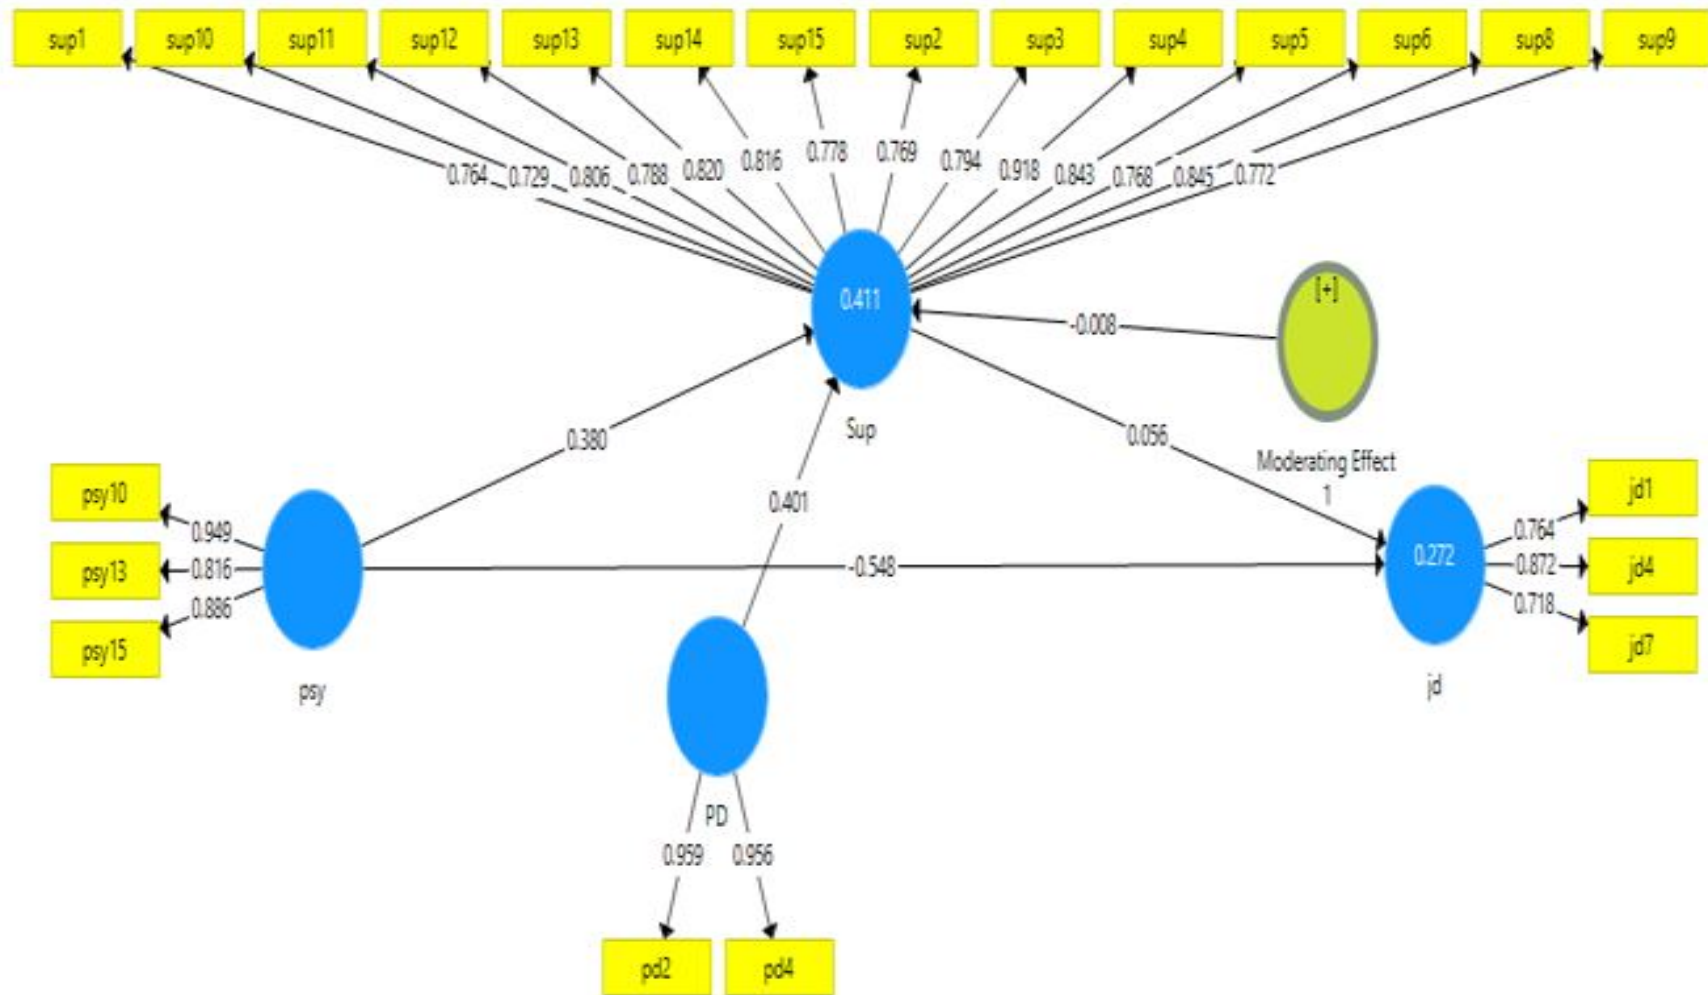 sup1 sup10 sup11 sup12 sup13 sup14 sup15 sup2 sup3 sup4 sup5 sup6 sup8 sup9
0.764 0.729 0.806 0.788 0.820 0.816 0.778 0.769 0.794 0.918 0.843 0.768 0.845 0.772
0.411
[+]
-0.008
Sup
0.380
0.056
Moderating Effect
1
psy10
0.949
psy13
0.816
psy15
0.886
psy
0.401
-0.548
0.272
jd1
0.764
jd4
0.872
jd7
0.718
jd
PD
0.959 0.956
pd2 pd4